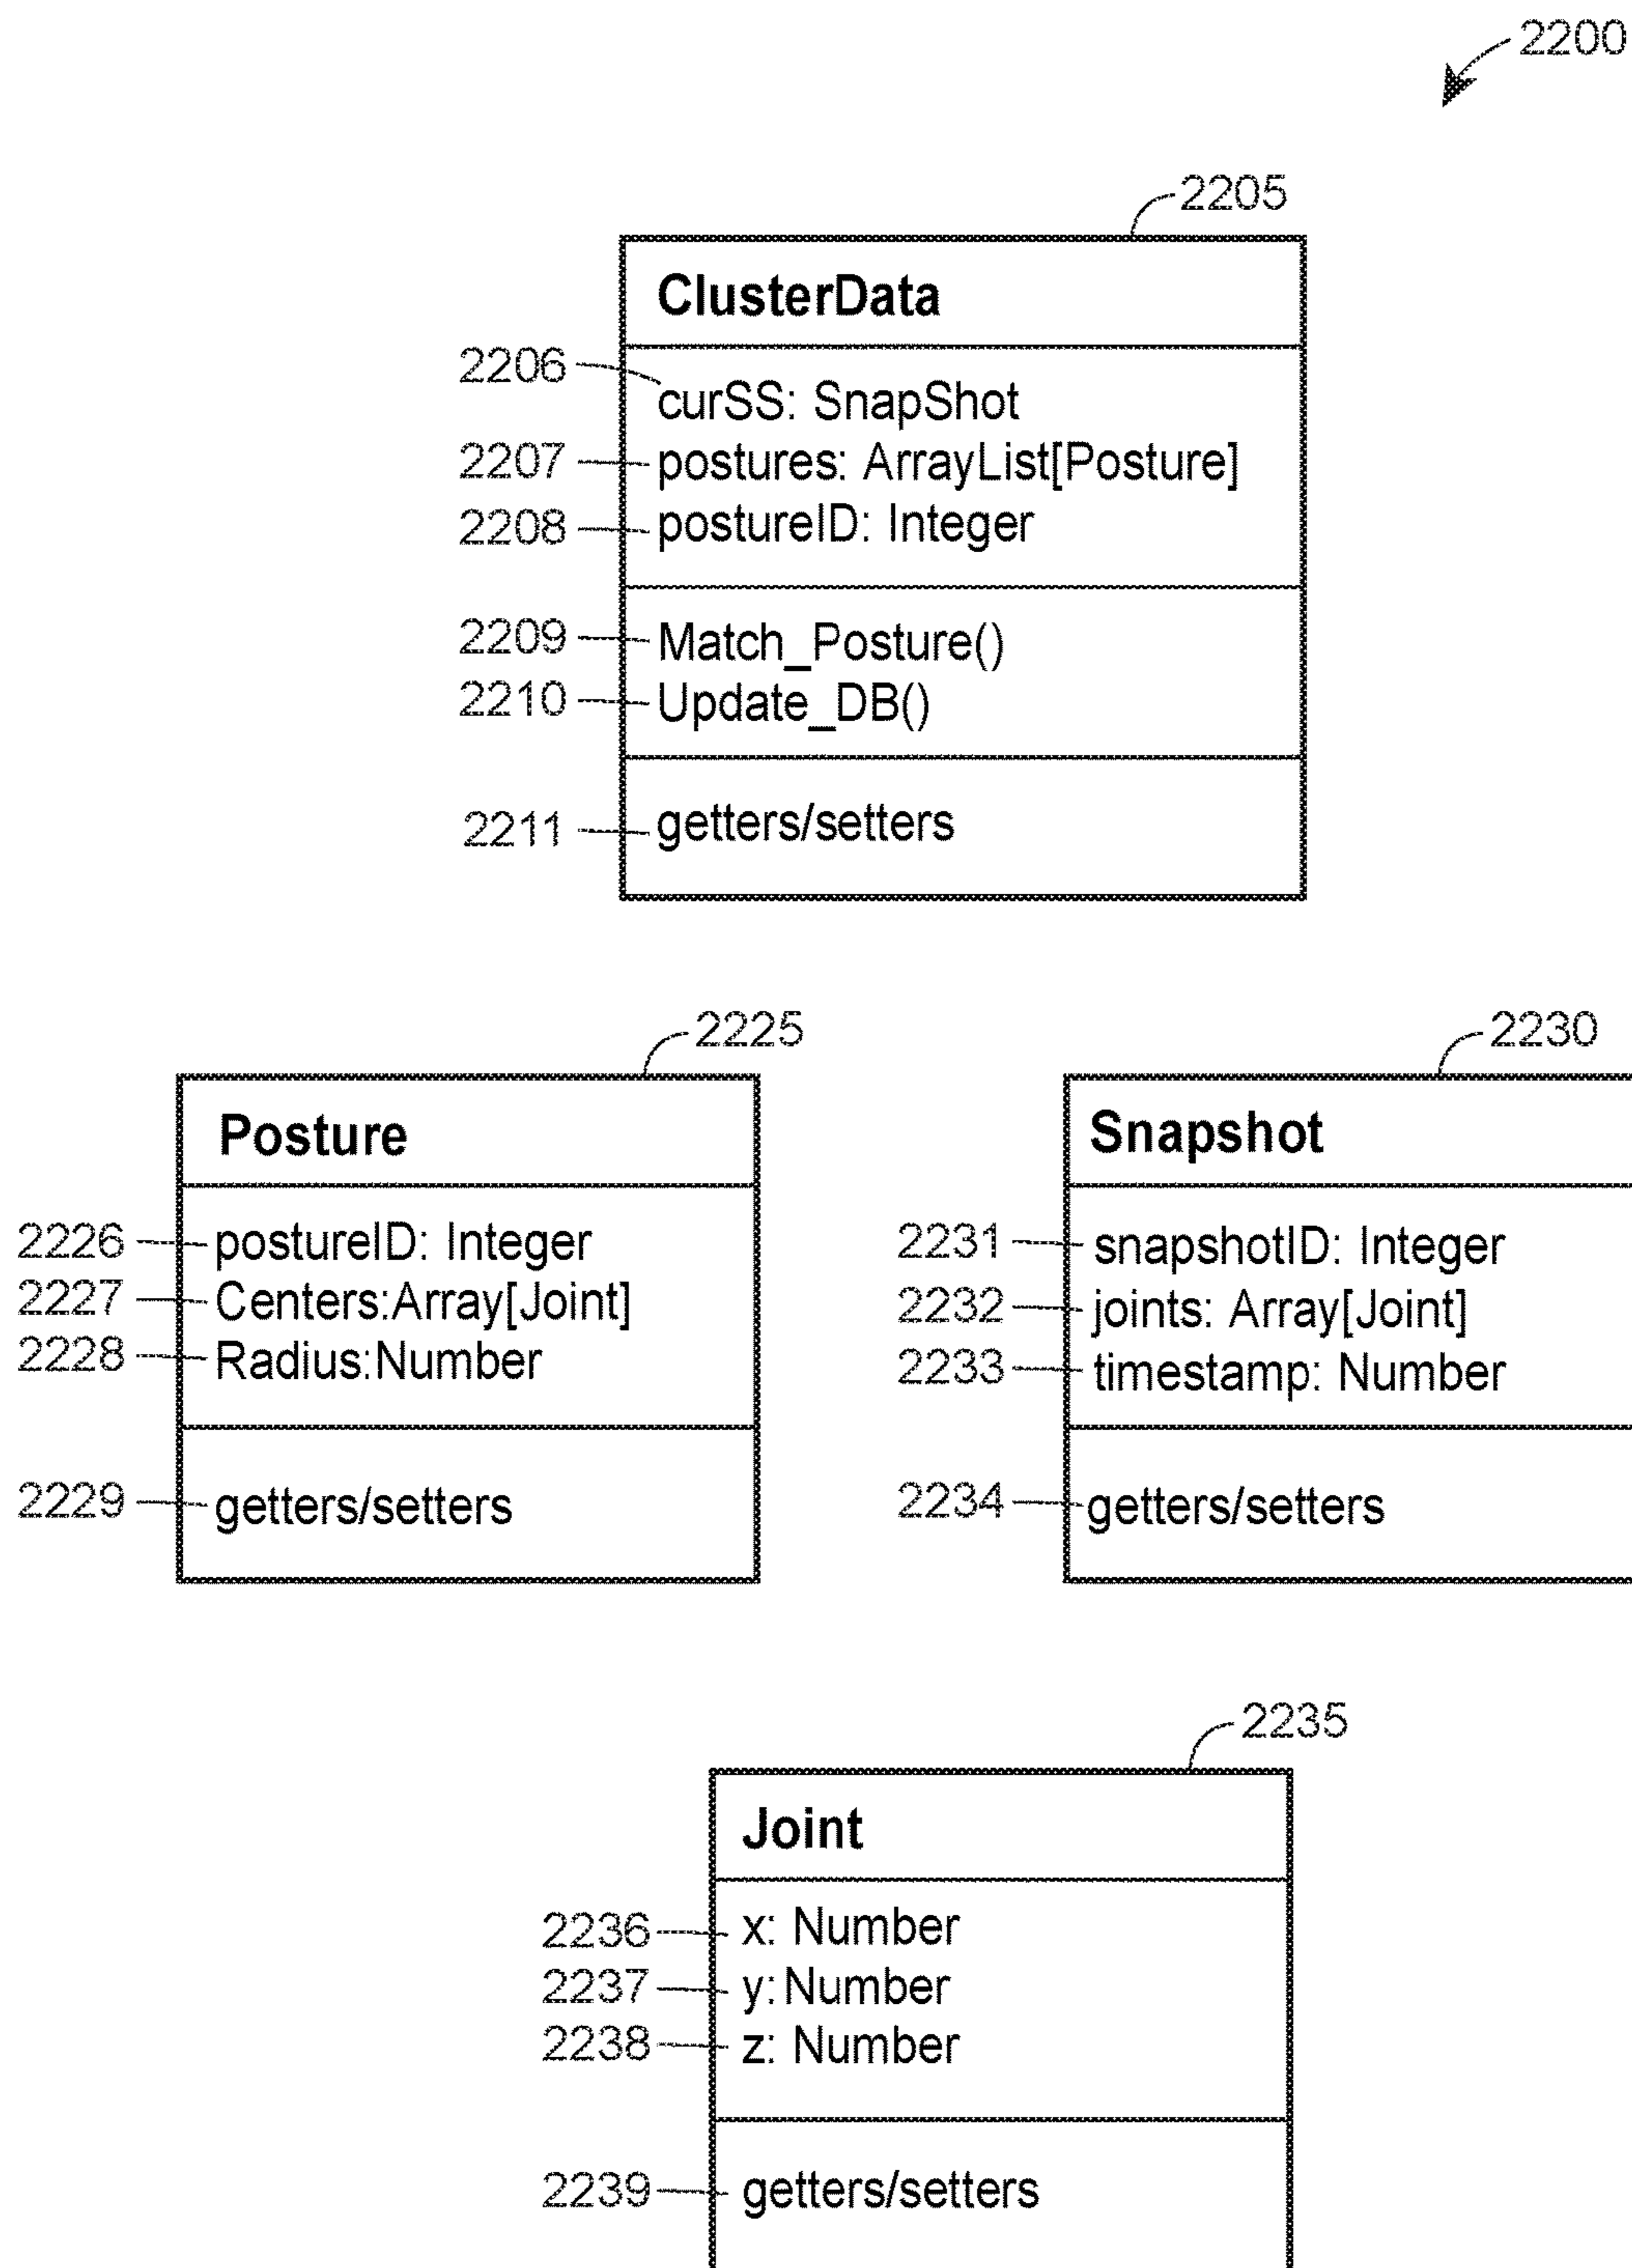 2200
2205
ClusterData
2206
curSS: SnapShot
2207 postures: ArrayList[Posture]
2208 postureID: Integer
2209 Match_Posture()
2210 Update_DB()
2211 getters/setters
2225
Posture
2226 postureID: Integer
2227 Centers:Array[Joint]
2228 Radius:Number
2229 getters/setters
2230
Snapshot
2231 snapshotID: Integer
2232 joints: Array[Joint]
2233 timestamp: Number
2234 getters/setters
2235
Joint
2236 x: Number
2237 y:Number
2238 z: Number
2239 getters/setters